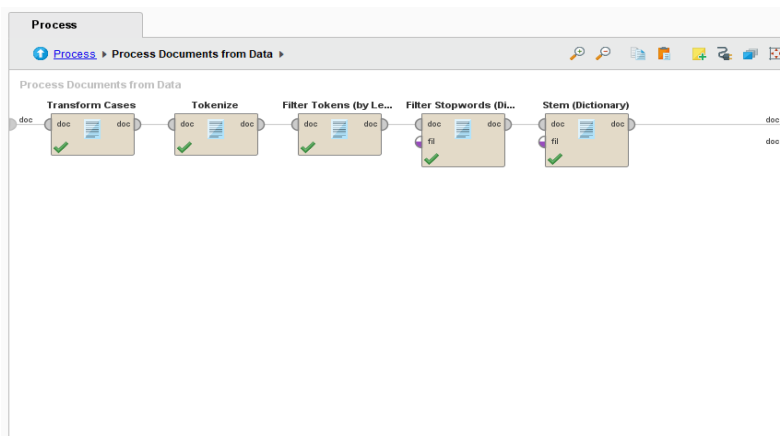 Process
Process ▸ Process Documents from Data ▸
Process Documents from Data
Transform Cases Tokenize Filter Tokens (by Le... Filter Stopwords (Di... Stem (Dictionary)
doc doc doc doc doc doc doc doc doc doc doc doc
fil fil doc